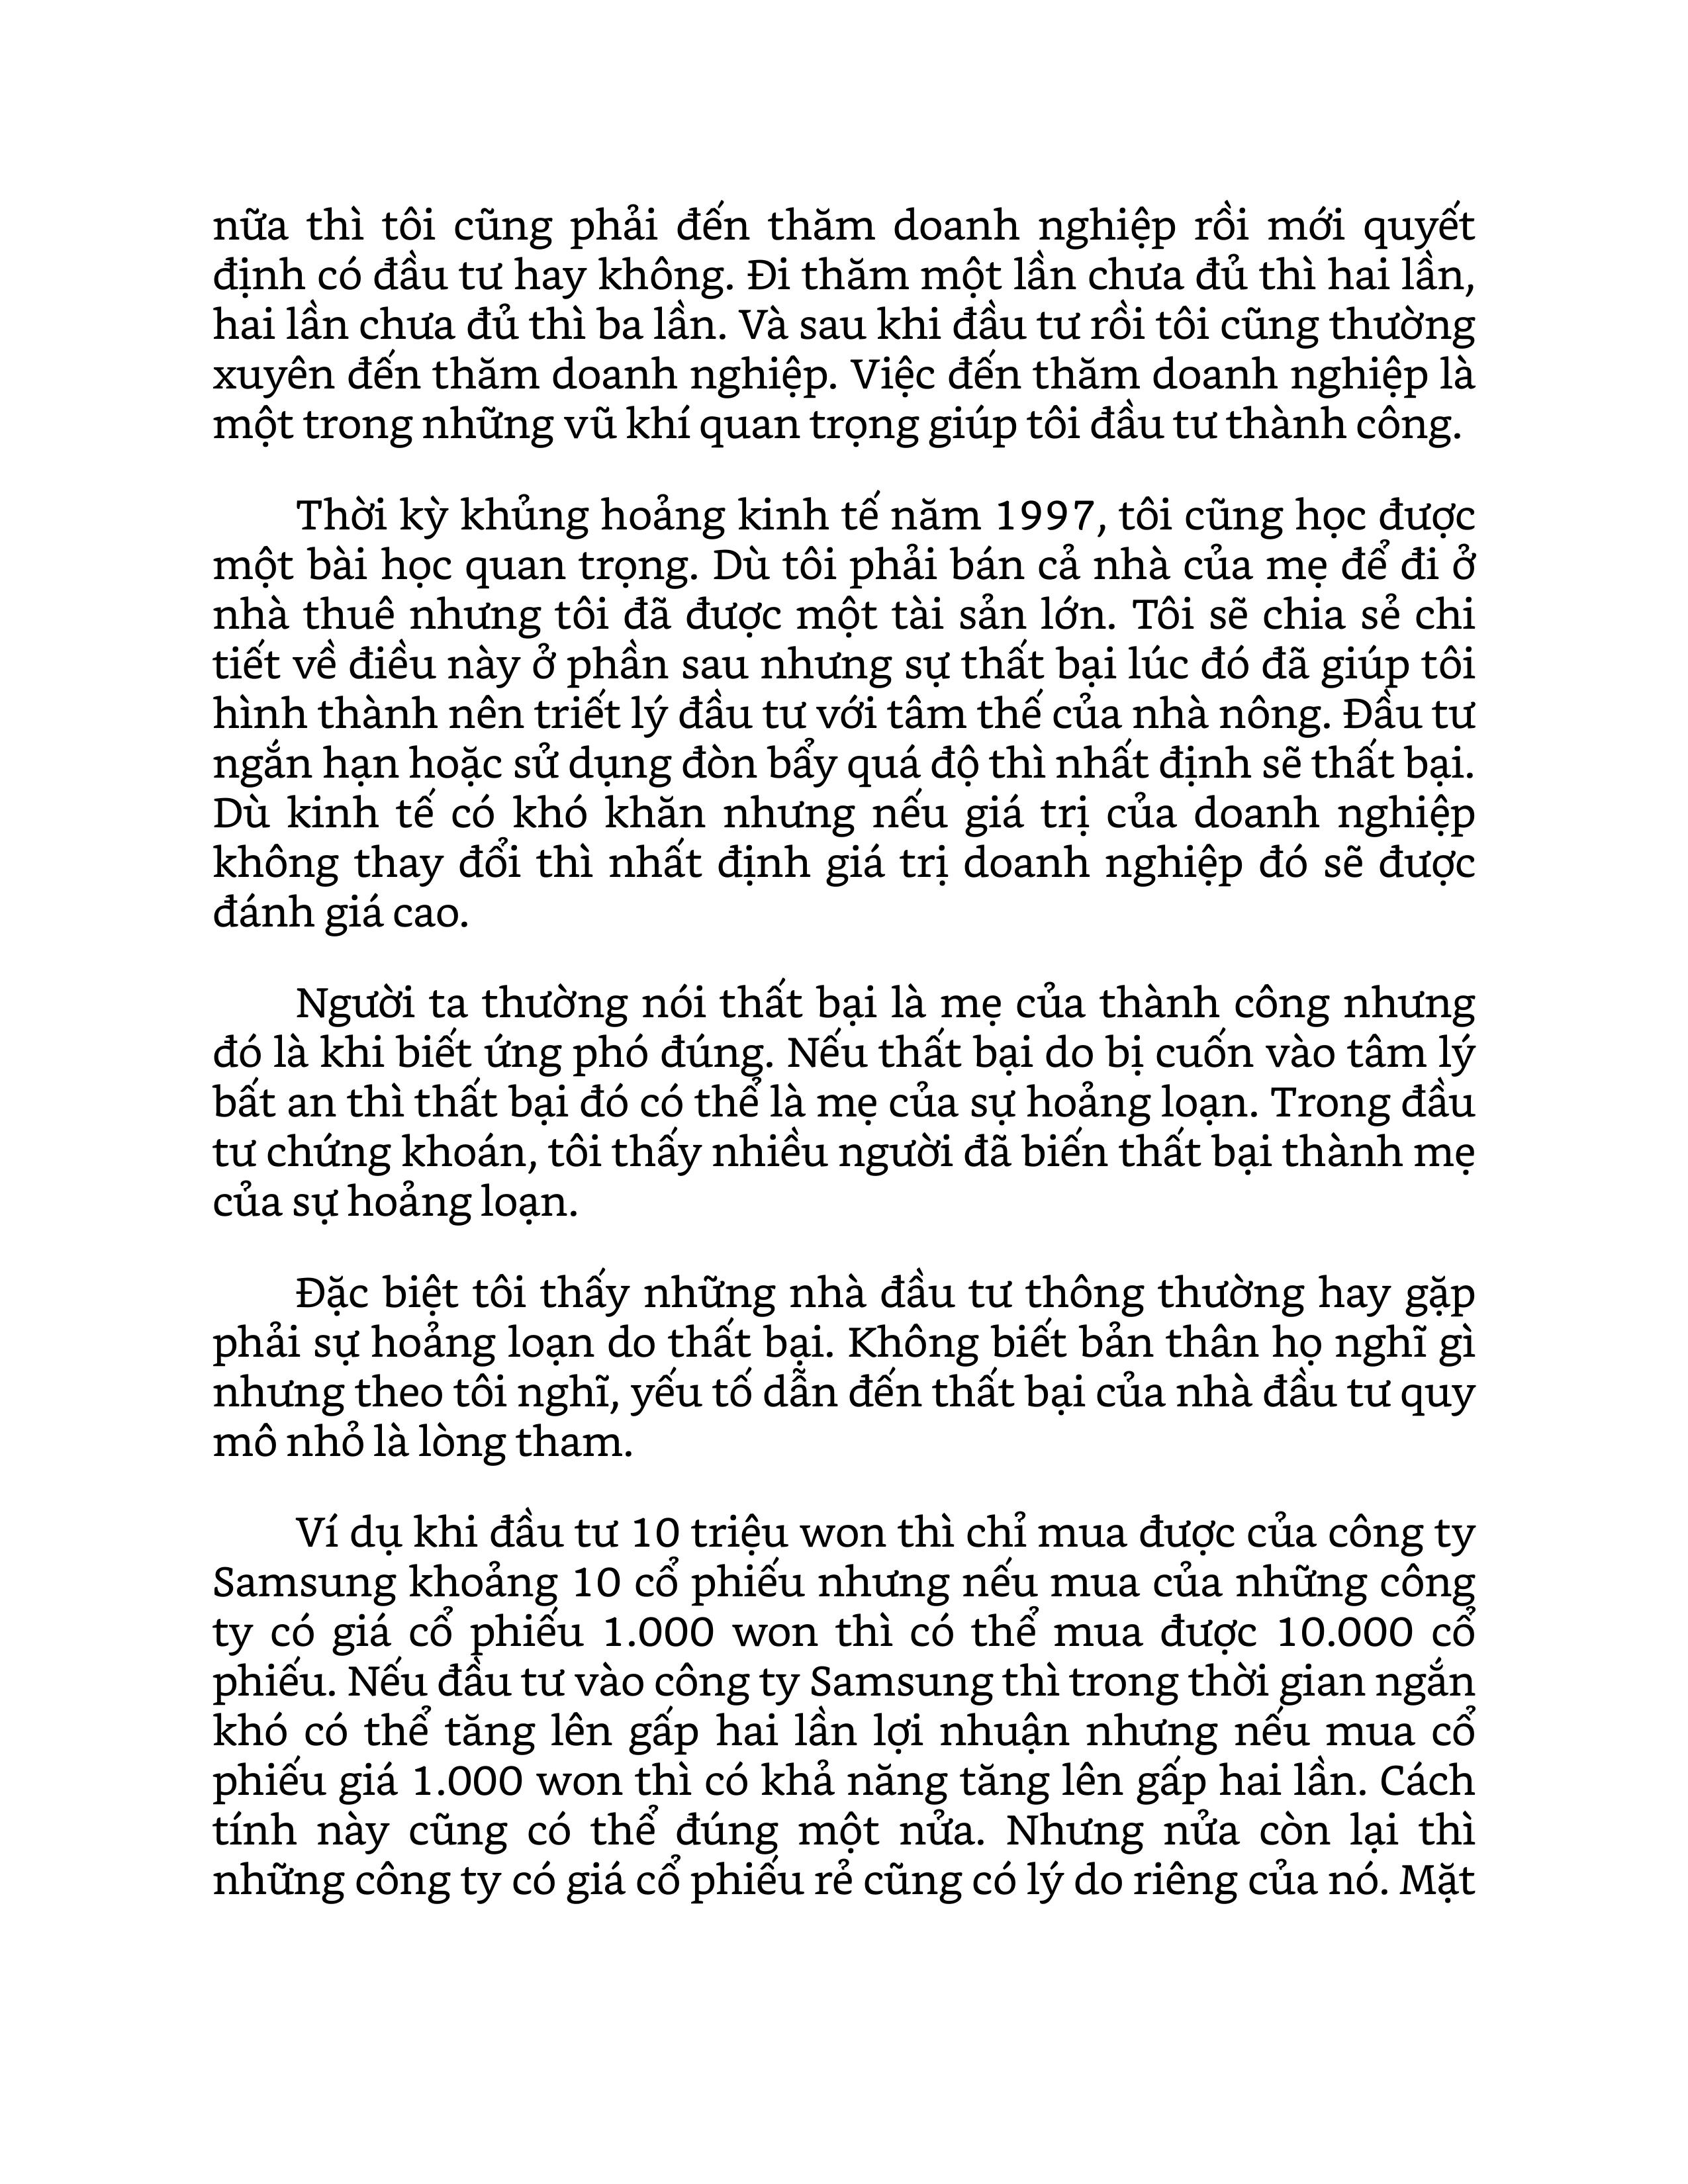 nữa thì tôi cũng phải đến thăm doanh nghiệp rồi mới quyết
định có đầu tư hay không. Đi thăm một lần chưa đủ thì hai lần,
hai lần chưa đủ thì ba lần. Và sau khi đầu tư rồi tôi cũng thường
xuyên đến thăm doanh nghiệp. Việc đến thăm doanh nghiệp là
một trong những vũ khí quan trọng giúp tôi đầu tư thành công.
Thời kỳ khủng hoảng kinh tế năm 1997, tôi cũng học được
một bài học quan trọng. Dù tôi phải bán cả nhà của mẹ để đi ở
nhà thuê nhưng tôi đã được một tài sản lớn. Tôi sẽ chia sẻ chi
tiết về điều này ở phần sau nhưng sự thất bại lúc đó đã giúp tôi
hình thành nên triết lý đầu tư với tâm thế của nhà nông. Đầu tư
ngắn hạn hoặc sử dụng đòn bẩy quá độ thì nhất định sẽ thất bại.
Dù kinh tế có khó khăn nhưng nếu giá trị của doanh nghiệp
không thay đổi thì nhất định giá trị doanh nghiệp đó sẽ được
đánh giá cao.
Người ta thường nói thất bại là mẹ của thành công nhưng
đó là khi biết ứng phó đúng. Nếu thất bại do bị cuốn vào tâm lý
bất an thì thất bại đó có thể là mẹ của sự hoảng loạn. Trong đầu
tư chứng khoán, tôi thấy nhiều người đã biến thất bại thành mẹ
của sự hoảng loạn.
Đặc biệt tôi thấy những nhà đầu tư thông thường hay gặp
phải sự hoảng loạn do thất bại. Không biết bản thân họ nghĩ gì
nhưng theo tôi nghĩ, yếu tố dẫn đến thất bại của nhà đầu tư quy
mô nhỏ là lòng tham.
Ví dụ khi đầu tư 10 triệu won thì chỉ mua được của công ty
Samsung khoảng 10 cổ phiếu nhưng nếu mua của những công
ty có giá cổ phiếu 1.000 won thì có thể mua được 10.000 cổ
phiếu. Nếu đầu tư vào công ty Samsung thì trong thời gian ngắn
khó có thể tăng lên gấp hai lần lợi nhuận nhưng nếu mua cổ
phiếu giá 1.000 won thì có khả năng tăng lên gấp hai lần. Cách
tính này cũng có thể đúng một nửa. Nhưng nửa còn lại thì
những công ty có giá cổ phiếu rẻ cũng có lý do riêng của nó. Mặt